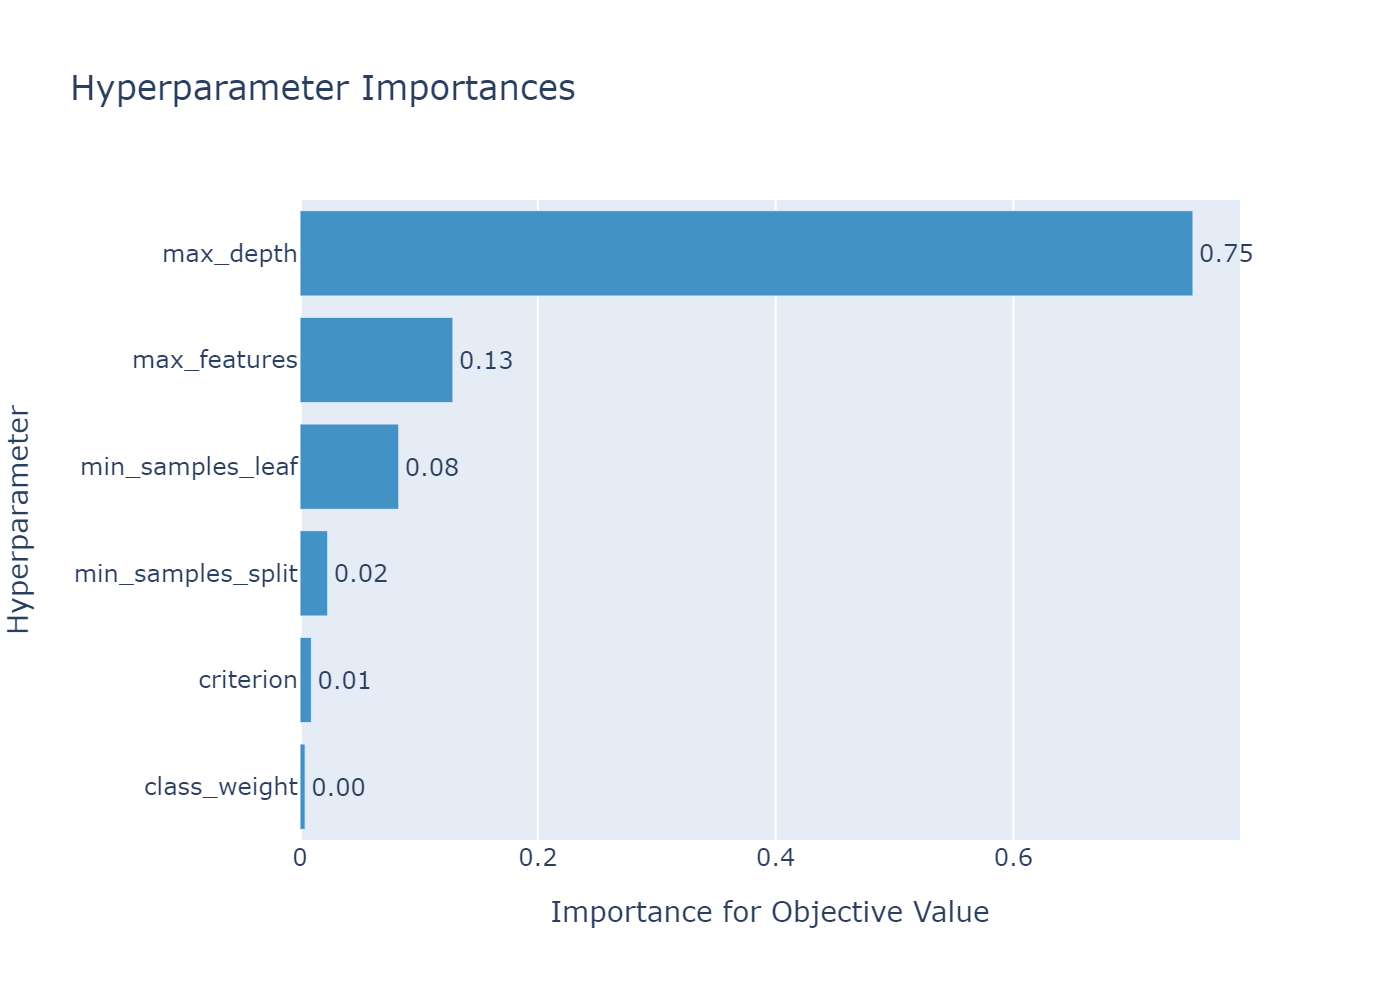 Hyperparameter Importances
max_depth 0.75
max_features 0.13
min_samples_leaf 0.08
min_samples_split 0.02
criterion 0.01
class_weight 0.00
Hyperparameter
0 0.2 0.4 0.6
Importance for Objective Value